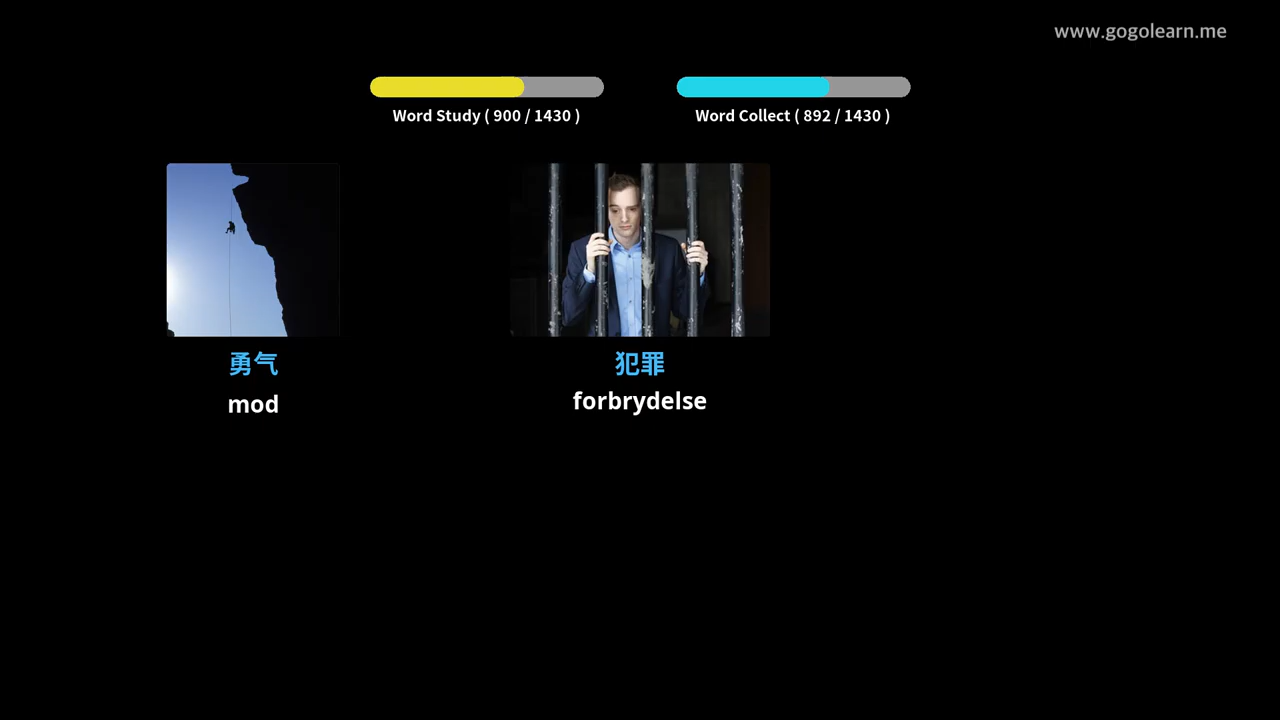 www.gogolearn.me
Word Study ( 900 / 1430 )
Word Collect ( 892 / 1430 )
勇气
mod
犯罪
forbrydelse